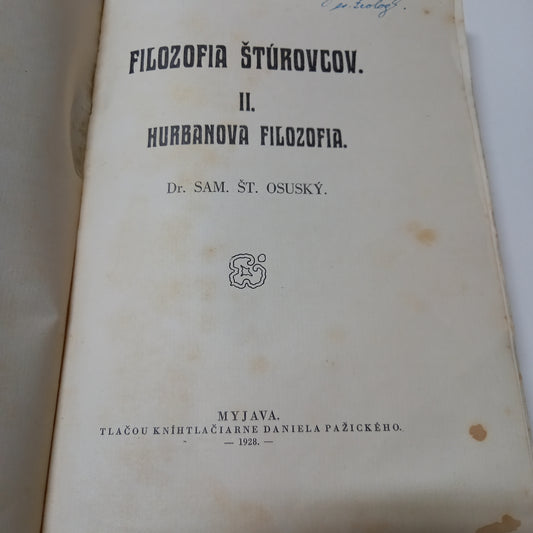 FILOZOFIA ŠTÚROVCOV.
II.
HURBANOVA FILOZOFIA.
Dr. SAM. ŠT. OSUSKÝ.
MYJAVA.
TLAČOU KNÍHTLAČIARNE DANIELA PAŽICKÉHO.
— 1928. —